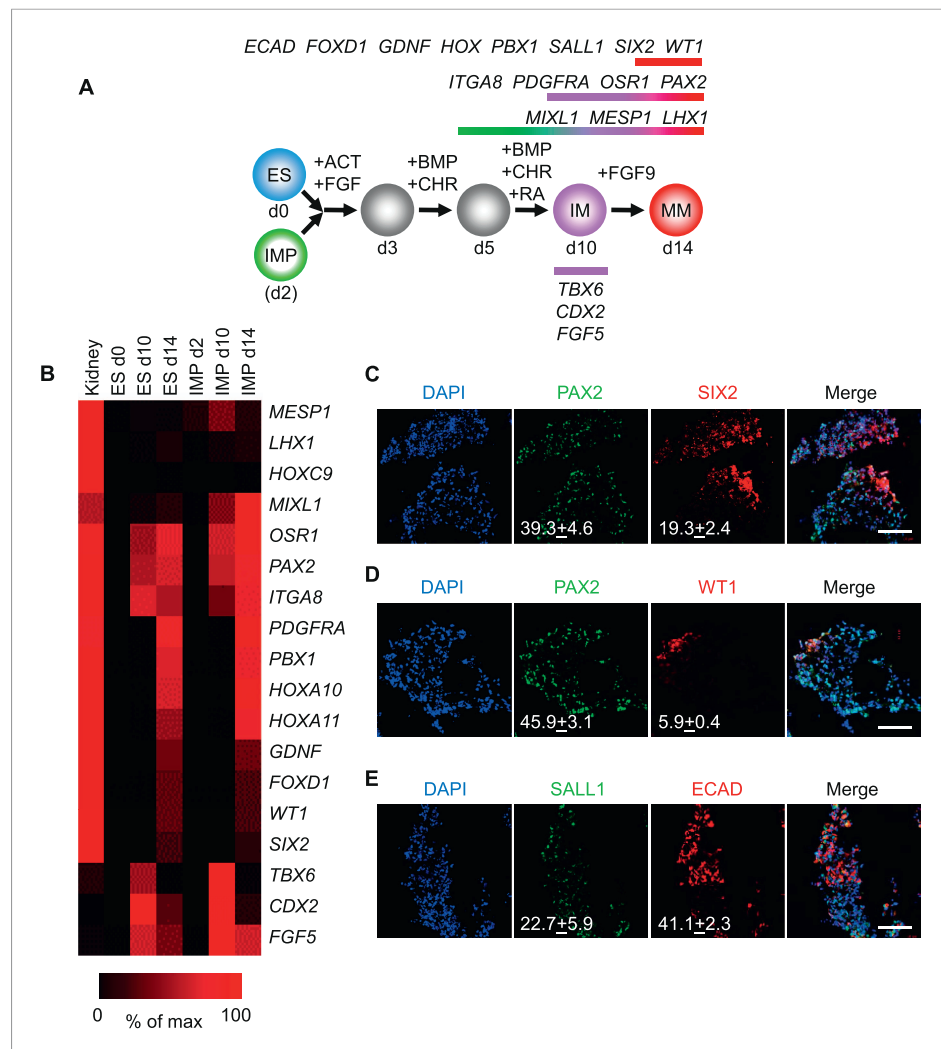 ECAD FOXD1 GDNF HOX PBX1 SALL1 SIX2 WT1
A
ITGA8 PDGFRA OSR1 PAX2
MIXL1 MESP1 LHX1
ES
d0
IMP
(d2)
+ACT
+FGF
d3
+BMP
+CHR
d5
+BMP
+CHR
+RA
IM
d10
+FGF9
MM
d14
TBX6
CDX2
FGF5
B
Kidney
ES d0
ES d10
ES d14
IMP d2
IMP d10
IMP d14
MESP1
LHX1
HOXC9
MIXL1
OSR1
PAX2
ITGA8
PDGFRA
PBX1
HOXA10
HOXA11
GDNF
FOXD1
WT1
SIX2
TBX6
CDX2
FGF5
0 % of max 100
C
DAPI PAX2 SIX2 Merge
39.3±4.6 19.3±2.4
D
DAPI PAX2 WT1 Merge
45.9±3.1 5.9±0.4
E
DAPI SALL1 ECAD Merge
22.7±5.9 41.1±2.3